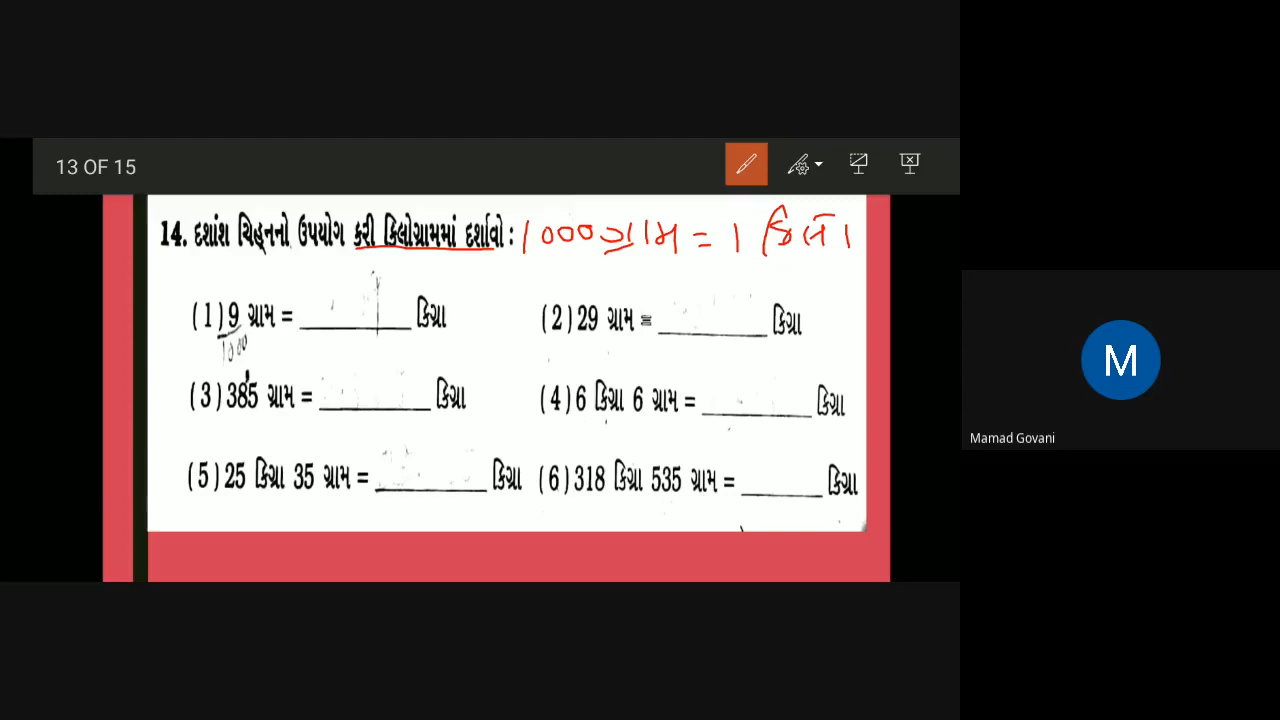 13 OF 15
14. દશાંશ ચિહ્નનો ઉપયોગ કરી કિલોગ્રામમાં દર્શાવો : 1000 ગ્રામ = 1 કિગ્રા
(1) 9 ગ્રામ = ________ કિગ્રા (2) 29 ગ્રામ = ________ કિગ્રા
1000
(3) 385 ગ્રામ = ________ કિગ્રા (4) 6 કિગ્રા 6 ગ્રામ = ________ કિગ્રા
(5) 25 કિગ્રા 35 ગ્રામ = ________ કિગ્રા (6) 318 કિગ્રા 535 ગ્રામ = ________ કિગ્રા
M
Mamad Govani